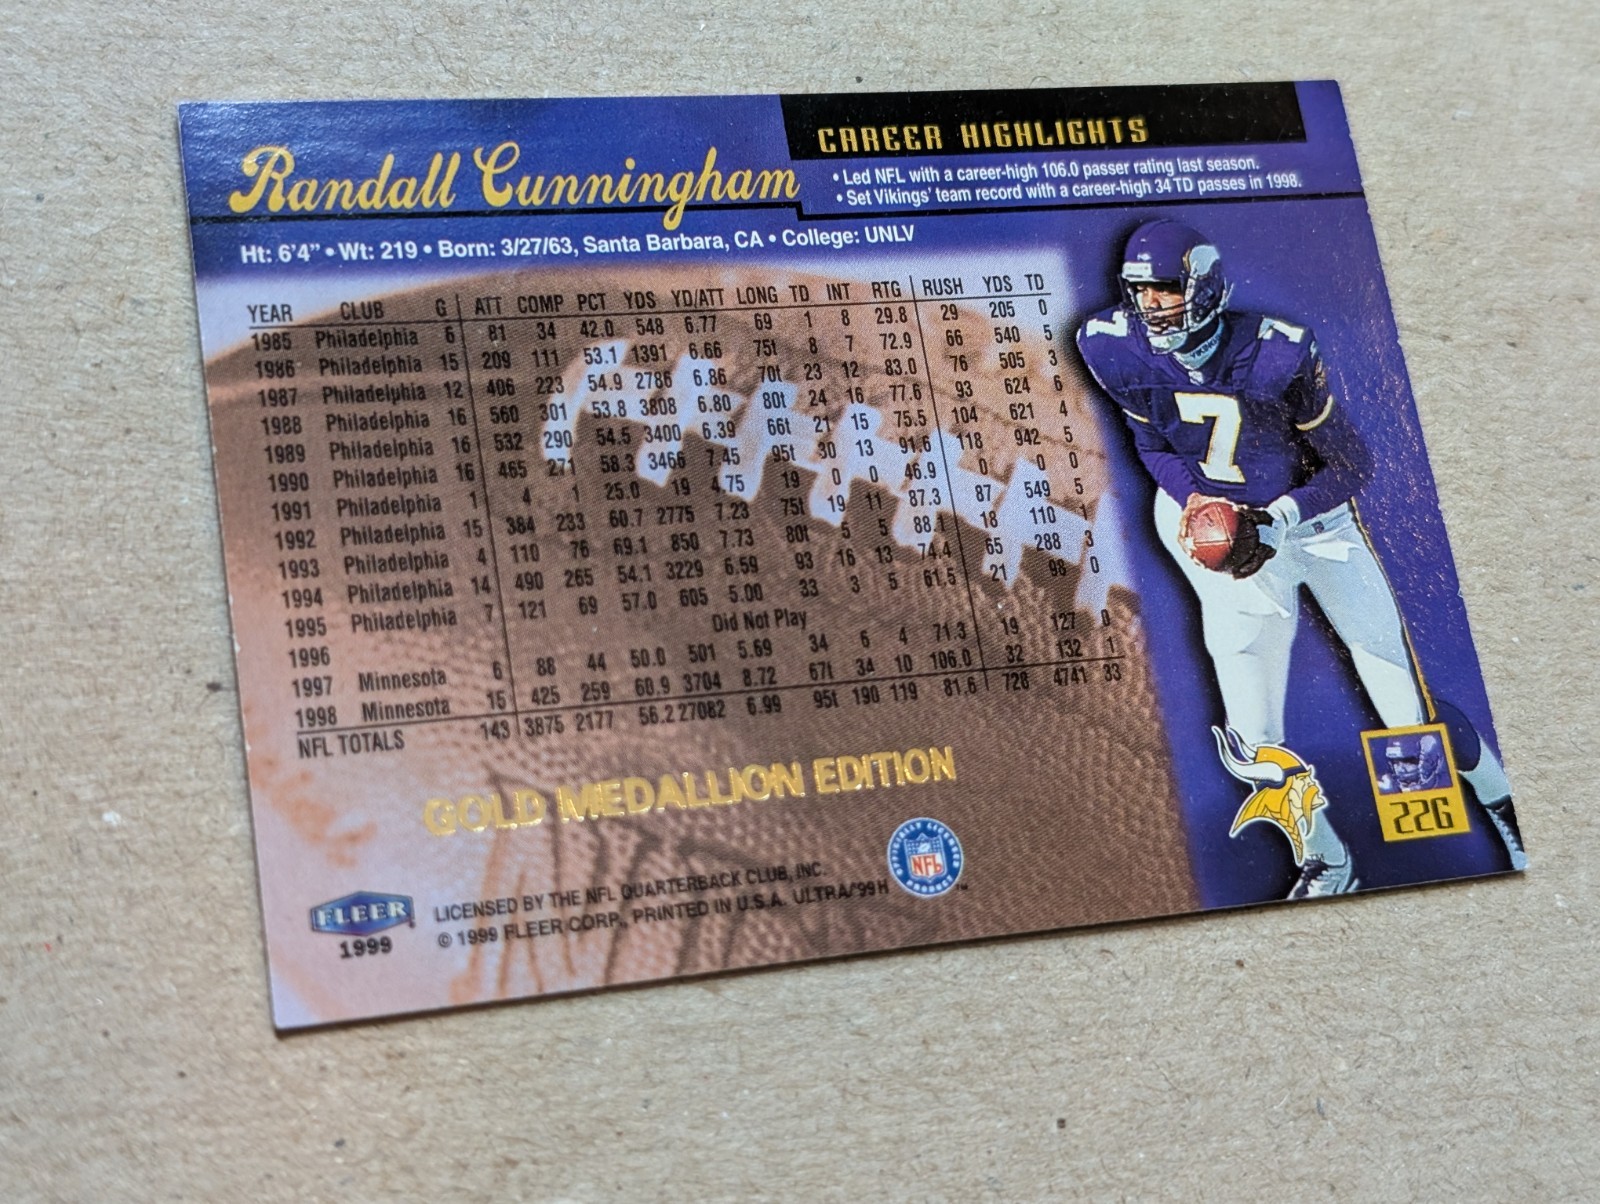 Randall Cunningham
CAREER HIGHLIGHTS
• Led NFL with a career-high 106.0 passer rating last season.
• Set Vikings' team record with a career-high 34 TD passes in 1998.
Ht: 6'4" • Wt: 219 • Born: 3/27/63, Santa Barbara, CA • College: UNLV
YEAR CLUB G ATT COMP PCT YDS YD/ATT LONG TD INT RTG RUSH YDS TD
1985 Philadelphia 6 81 34 42.0 548 6.77 69 1 8 29.8 29 205 0
1986 Philadelphia 15 209 111 53.1 1391 6.66 75t 8 7 72.9 66 540 5
1987 Philadelphia 12 406 223 54.9 2786 6.86 70t 23 12 83.0 76 505 3
1988 Philadelphia 16 560 301 53.8 3808 6.80 80t 24 16 77.6 93 624 6
1989 Philadelphia 16 532 290 54.5 3400 6.39 66t 21 15 75.5 104 621 4
1990 Philadelphia 16 465 271 58.3 3466 7.45 95t 30 13 91.6 118 942 5
1991 Philadelphia 1 4 1 25.0 19 4.75 19 0 0 46.9 0 0 0
1992 Philadelphia 15 384 233 60.7 2775 7.23 75t 19 11 87.3 87 549 5
1993 Philadelphia 4 110 76 69.1 850 7.73 80t 5 5 88.1 18 110 1
1994 Philadelphia 14 490 265 54.1 3229 6.59 93 16 13 74.4 65 288 3
1995 Philadelphia 7 121 69 57.0 605 5.00 33 3 5 61.5 21 98 0
1996 Did Not Play
1997 Minnesota 6 88 44 50.0 501 5.69 34 6 4 71.3 19 127 0
1998 Minnesota 15 425 259 60.9 3704 8.72 67t 34 10 106.0 32 132 1
NFL TOTALS 143 3875 2177 56.2 27082 6.99 95t 190 119 81.6 728 4741 33
GOLD MEDALLION EDITION
FLEER
1999
LICENSED BY THE NFL QUARTERBACK CLUB, INC.
© 1999 FLEER CORP., PRINTED IN U.S.A. ULTRA/'99 H
OFFICIALLY LICENSED
NFL
PRODUCT
™
7
7
VIKINGS
7
22G